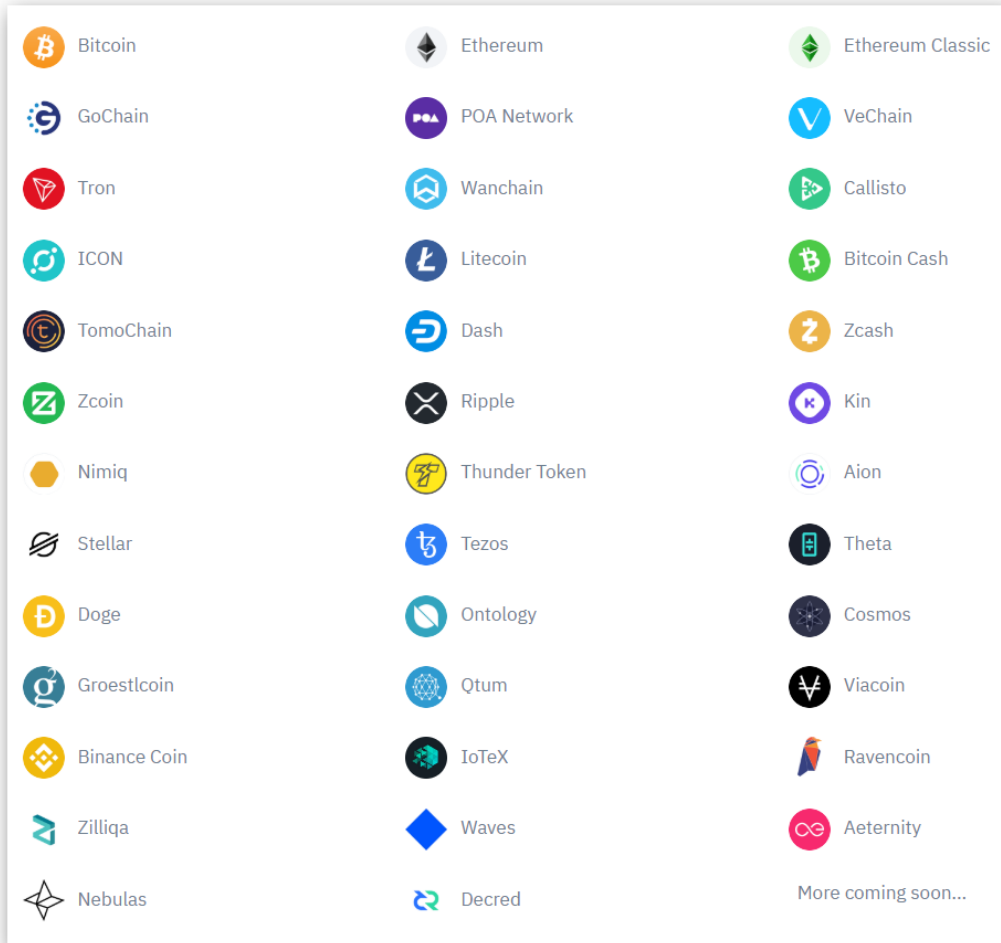 Bitcoin
Ethereum
Ethereum Classic
GoChain
POA
POA Network
VeChain
Tron
Wanchain
Callisto
ICON
Litecoin
Bitcoin Cash
TomoChain
Dash
Zcash
Zcoin
Ripple
Kin
Nimiq
Thunder Token
Aion
Stellar
Tezos
Theta
Doge
Ontology
Cosmos
g2
Groestlcoin
Qtum
Viacoin
Binance Coin
IoTeX
Ravencoin
Zilliqa
Waves
Aeternity
Nebulas
Decred
More coming soon...